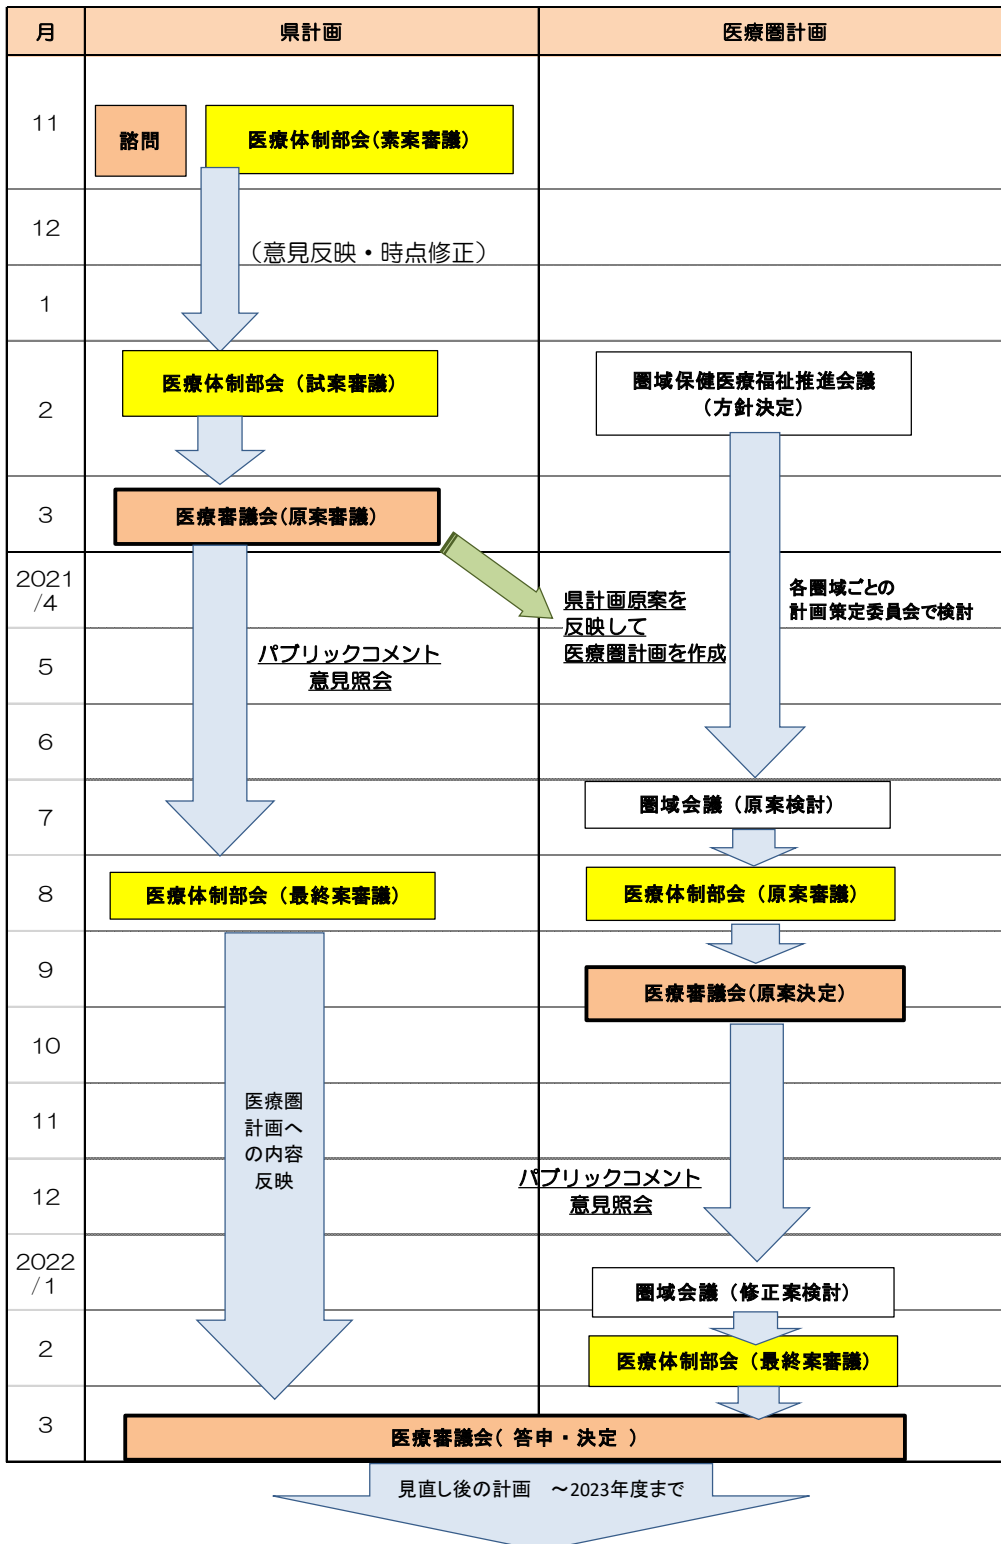 月
県計画
医療圏計画
11
諮問
医療体制部会(素案審議)
12
（意見反映・時点修正）
1
2
医療体制部会（試案審議）
圏域保健医療福祉推進会議
（方針決定）
3
医療審議会(原案審議)
2021
/4
県計画原案を
反映して
医療圏計画を作成
各圏域ごとの
計画策定委員会で検討
5
パブリックコメント
意見照会
6
7
圏域会議（原案検討）
8
医療体制部会（最終案審議）
医療体制部会（原案審議）
9
医療審議会(原案決定)
10
11
医療圏
計画へ
の内容
反映
12
パブリックコメント
意見照会
2022
/1
圏域会議（修正案検討）
2
医療体制部会（最終案審議）
3
医療審議会( 答申・決定 )
見直し後の計画　～2023年度まで